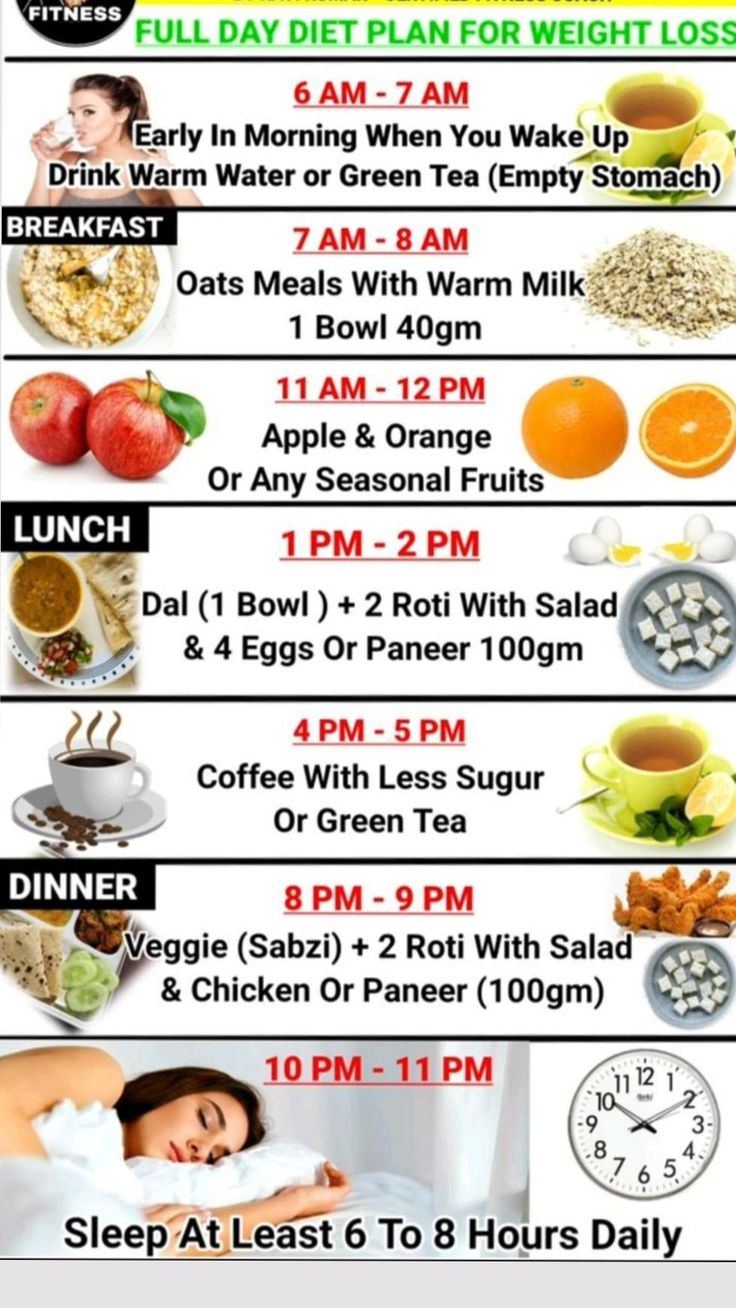 FITNESS
FULL DAY DIET PLAN FOR WEIGHT LOSS
6 AM - 7 AM
Early In Morning When You Wake Up
Drink Warm Water or Green Tea (Empty Stomach)
BREAKFAST
7 AM - 8 AM
Oats Meals With Warm Milk
1 Bowl 40gm
11 AM - 12 PM
Apple & Orange
Or Any Seasonal Fruits
LUNCH
1 PM - 2 PM
Dal (1 Bowl ) + 2 Roti With Salad
& 4 Eggs Or Paneer 100gm
4 PM - 5 PM
Coffee With Less Sugur
Or Green Tea
DINNER
8 PM - 9 PM
Veggie (Sabzi) + 2 Roti With Salad
& Chicken Or Paneer (100gm)
10 PM - 11 PM
12
11 1
10 2
9 3
8 4
7 6 5
Sleep At Least 6 To 8 Hours Daily